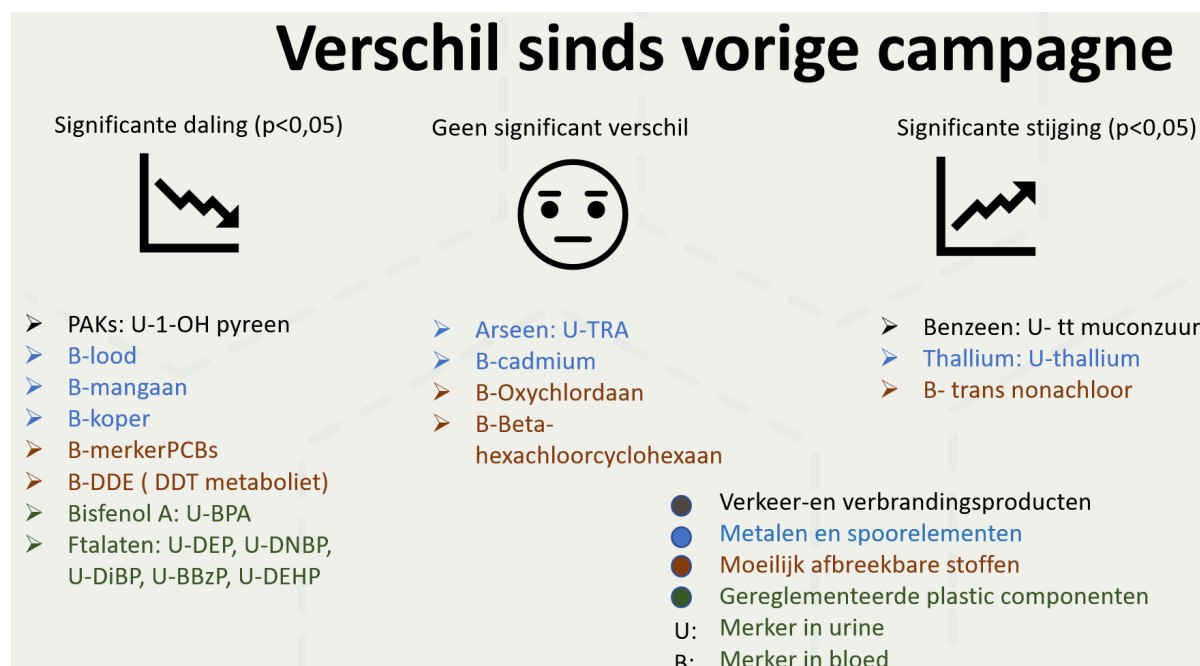 Verschil sinds vorige campagne
Significante daling (p<0,05)
Geen significant verschil
Significante stijging (p<0,05)
PAKs: U-1-OH pyreen
B-lood
B-mangaan
B-koper
B-merkerPCBs
B-DDE ( DDT metaboliet)
Bisfenol A: U-BPA
Ftalaten: U-DEP, U-DNBP,
U-DiBP, U-BBzP, U-DEHP
Arseen: U-TRA
B-cadmium
B-Oxychlordaan
B-Beta-
hexachloorcyclohexaan
Benzeen: U- tt muconzuur
Thallium: U-thallium
B- trans nonachloor
Verkeer-en verbrandingsproducten
Metalen en spoorelementen
Moeilijk afbreekbare stoffen
Gereglementeerde plastic componenten
U: Merker in urine
B: Merker in bloed